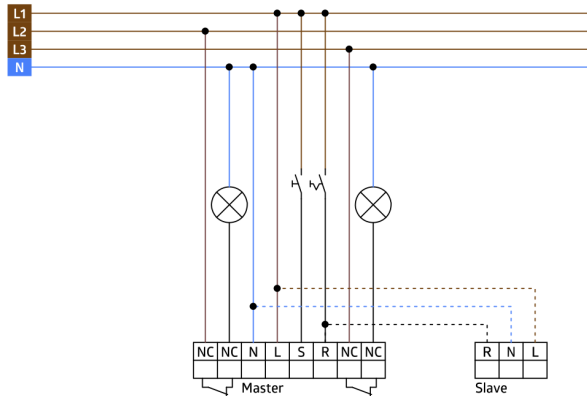 L1
L2
L3
N
NC NC N L S R NC NC
R N L
Master
Slave